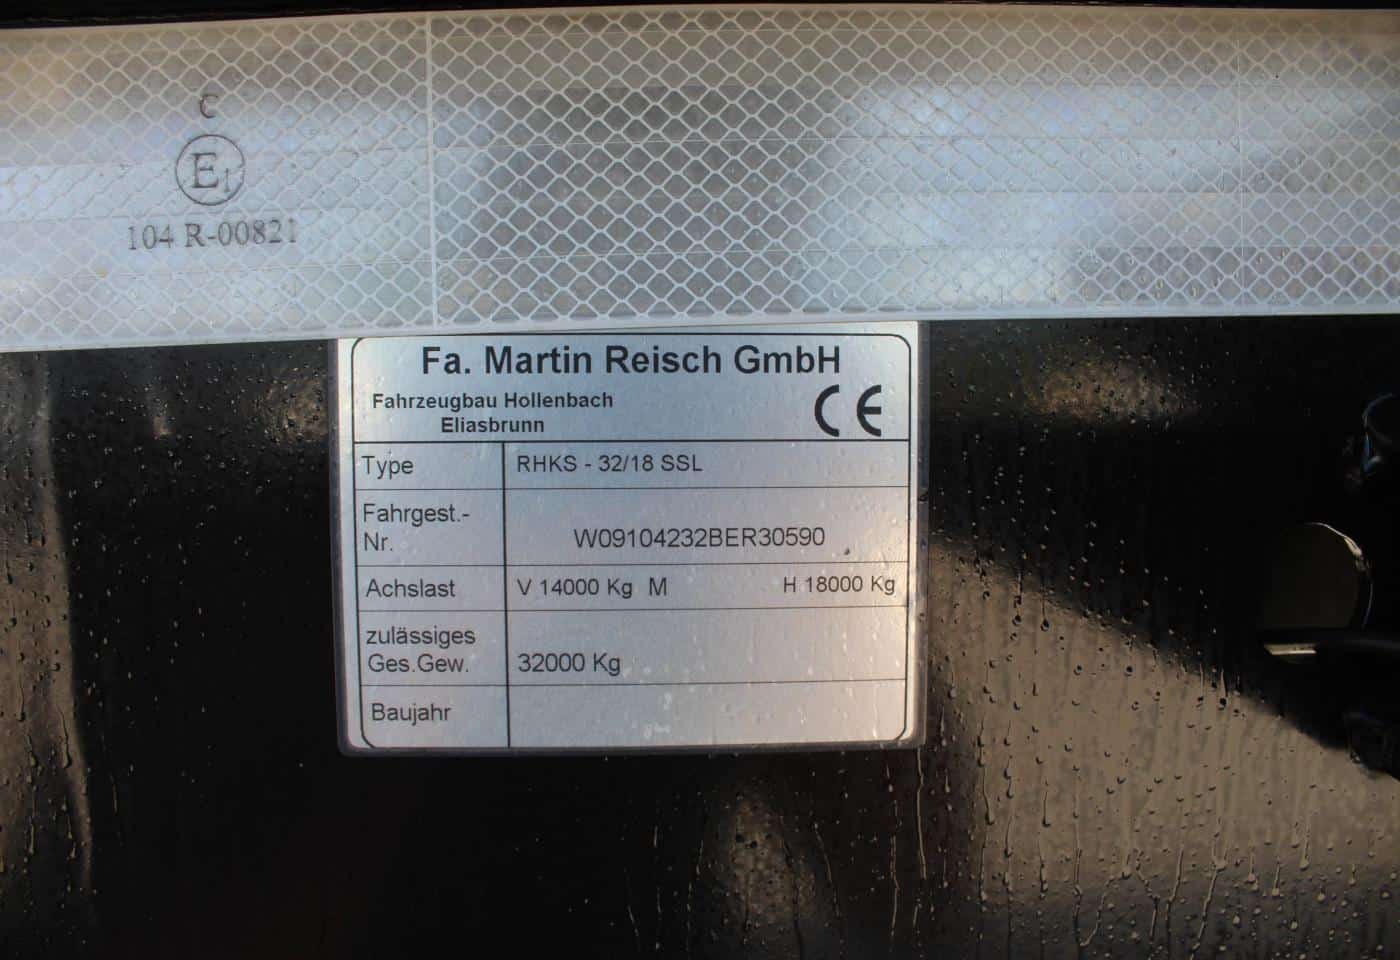 C
E1
104 R-00821
Fa. Martin Reisch GmbH
Fahrzeugbau Hollenbach
Eliasbrunn
CE
Type RHKS - 32/18 SSL
Fahrgest.-
Nr. W09104232BER30590
Achslast V 14000 Kg M H 18000 Kg
zulässiges
Ges.Gew. 32000 Kg
Baujahr